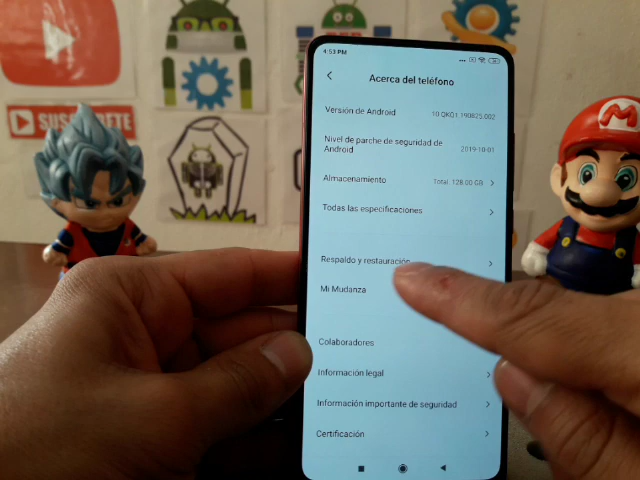 SUSCRIBETE
4:53 PM
Acerca del teléfono
Versión de Android 10 QKQ1.190825.002
Nivel de parche de seguridad de
Android 2019-10-01
Almacenamiento Total: 128.00 GB
Todas las especificaciones
Respaldo y restauración
Mi Mudanza
Colaboradores
Información legal
Información importante de seguridad
Certificación
M